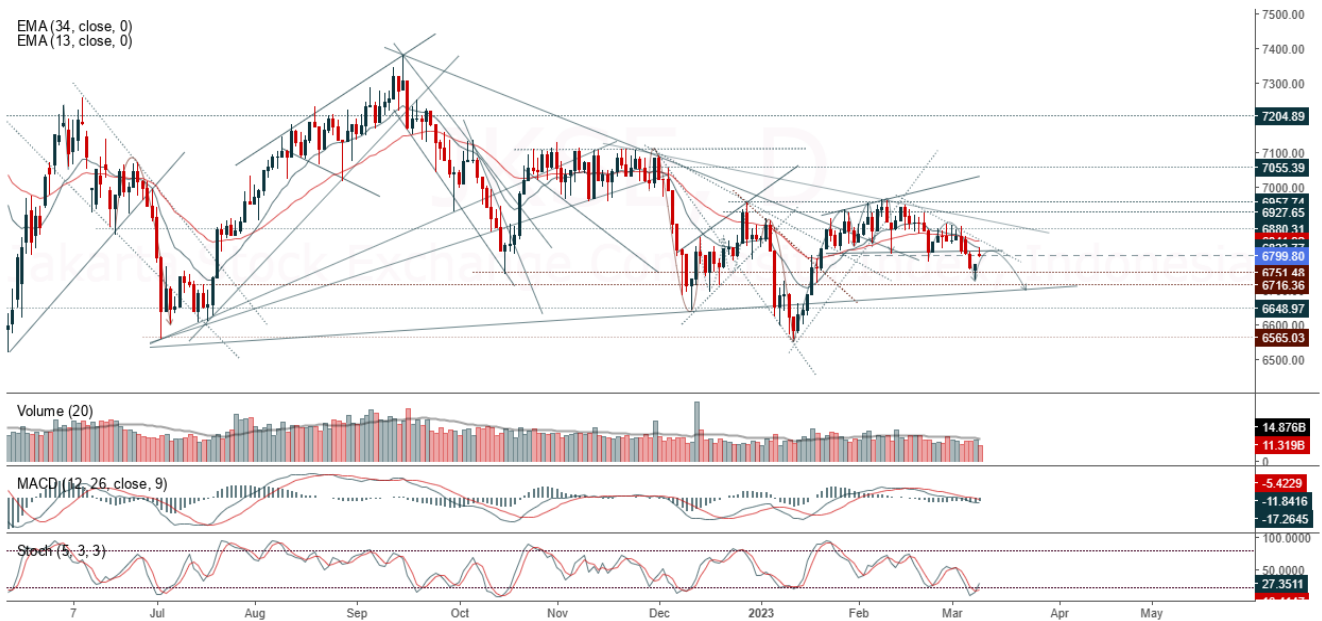 EMA (34, close, 0)
EMA (13, close, 0)
JKSE D
7500.00
7400.00
7300.00
7204.89
7100.00
7055.39
7000.00
6957.74
6927.65
6880.31
6799.80
6751.48
6716.36
6648.97
6600.00
6565.03
6500.00
Volume (20)
14.876B
11.319B
0
MACD (12, 26, close, 9)
-5.4229
-11.8416
-17.2645
Stoch (5, 3, 3)
100.0000
50.0000
27.3511
7 Jul Aug Sep Oct Nov Dec 2023 Feb Mar Apr May